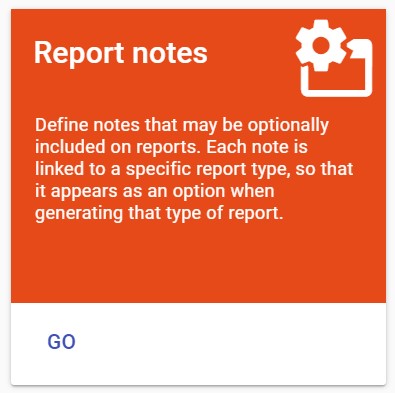 Report notes
Define notes that may be optionally
included on reports. Each note is
linked to a specific report type, so that
it appears as an option when
generating that type of report.
GO